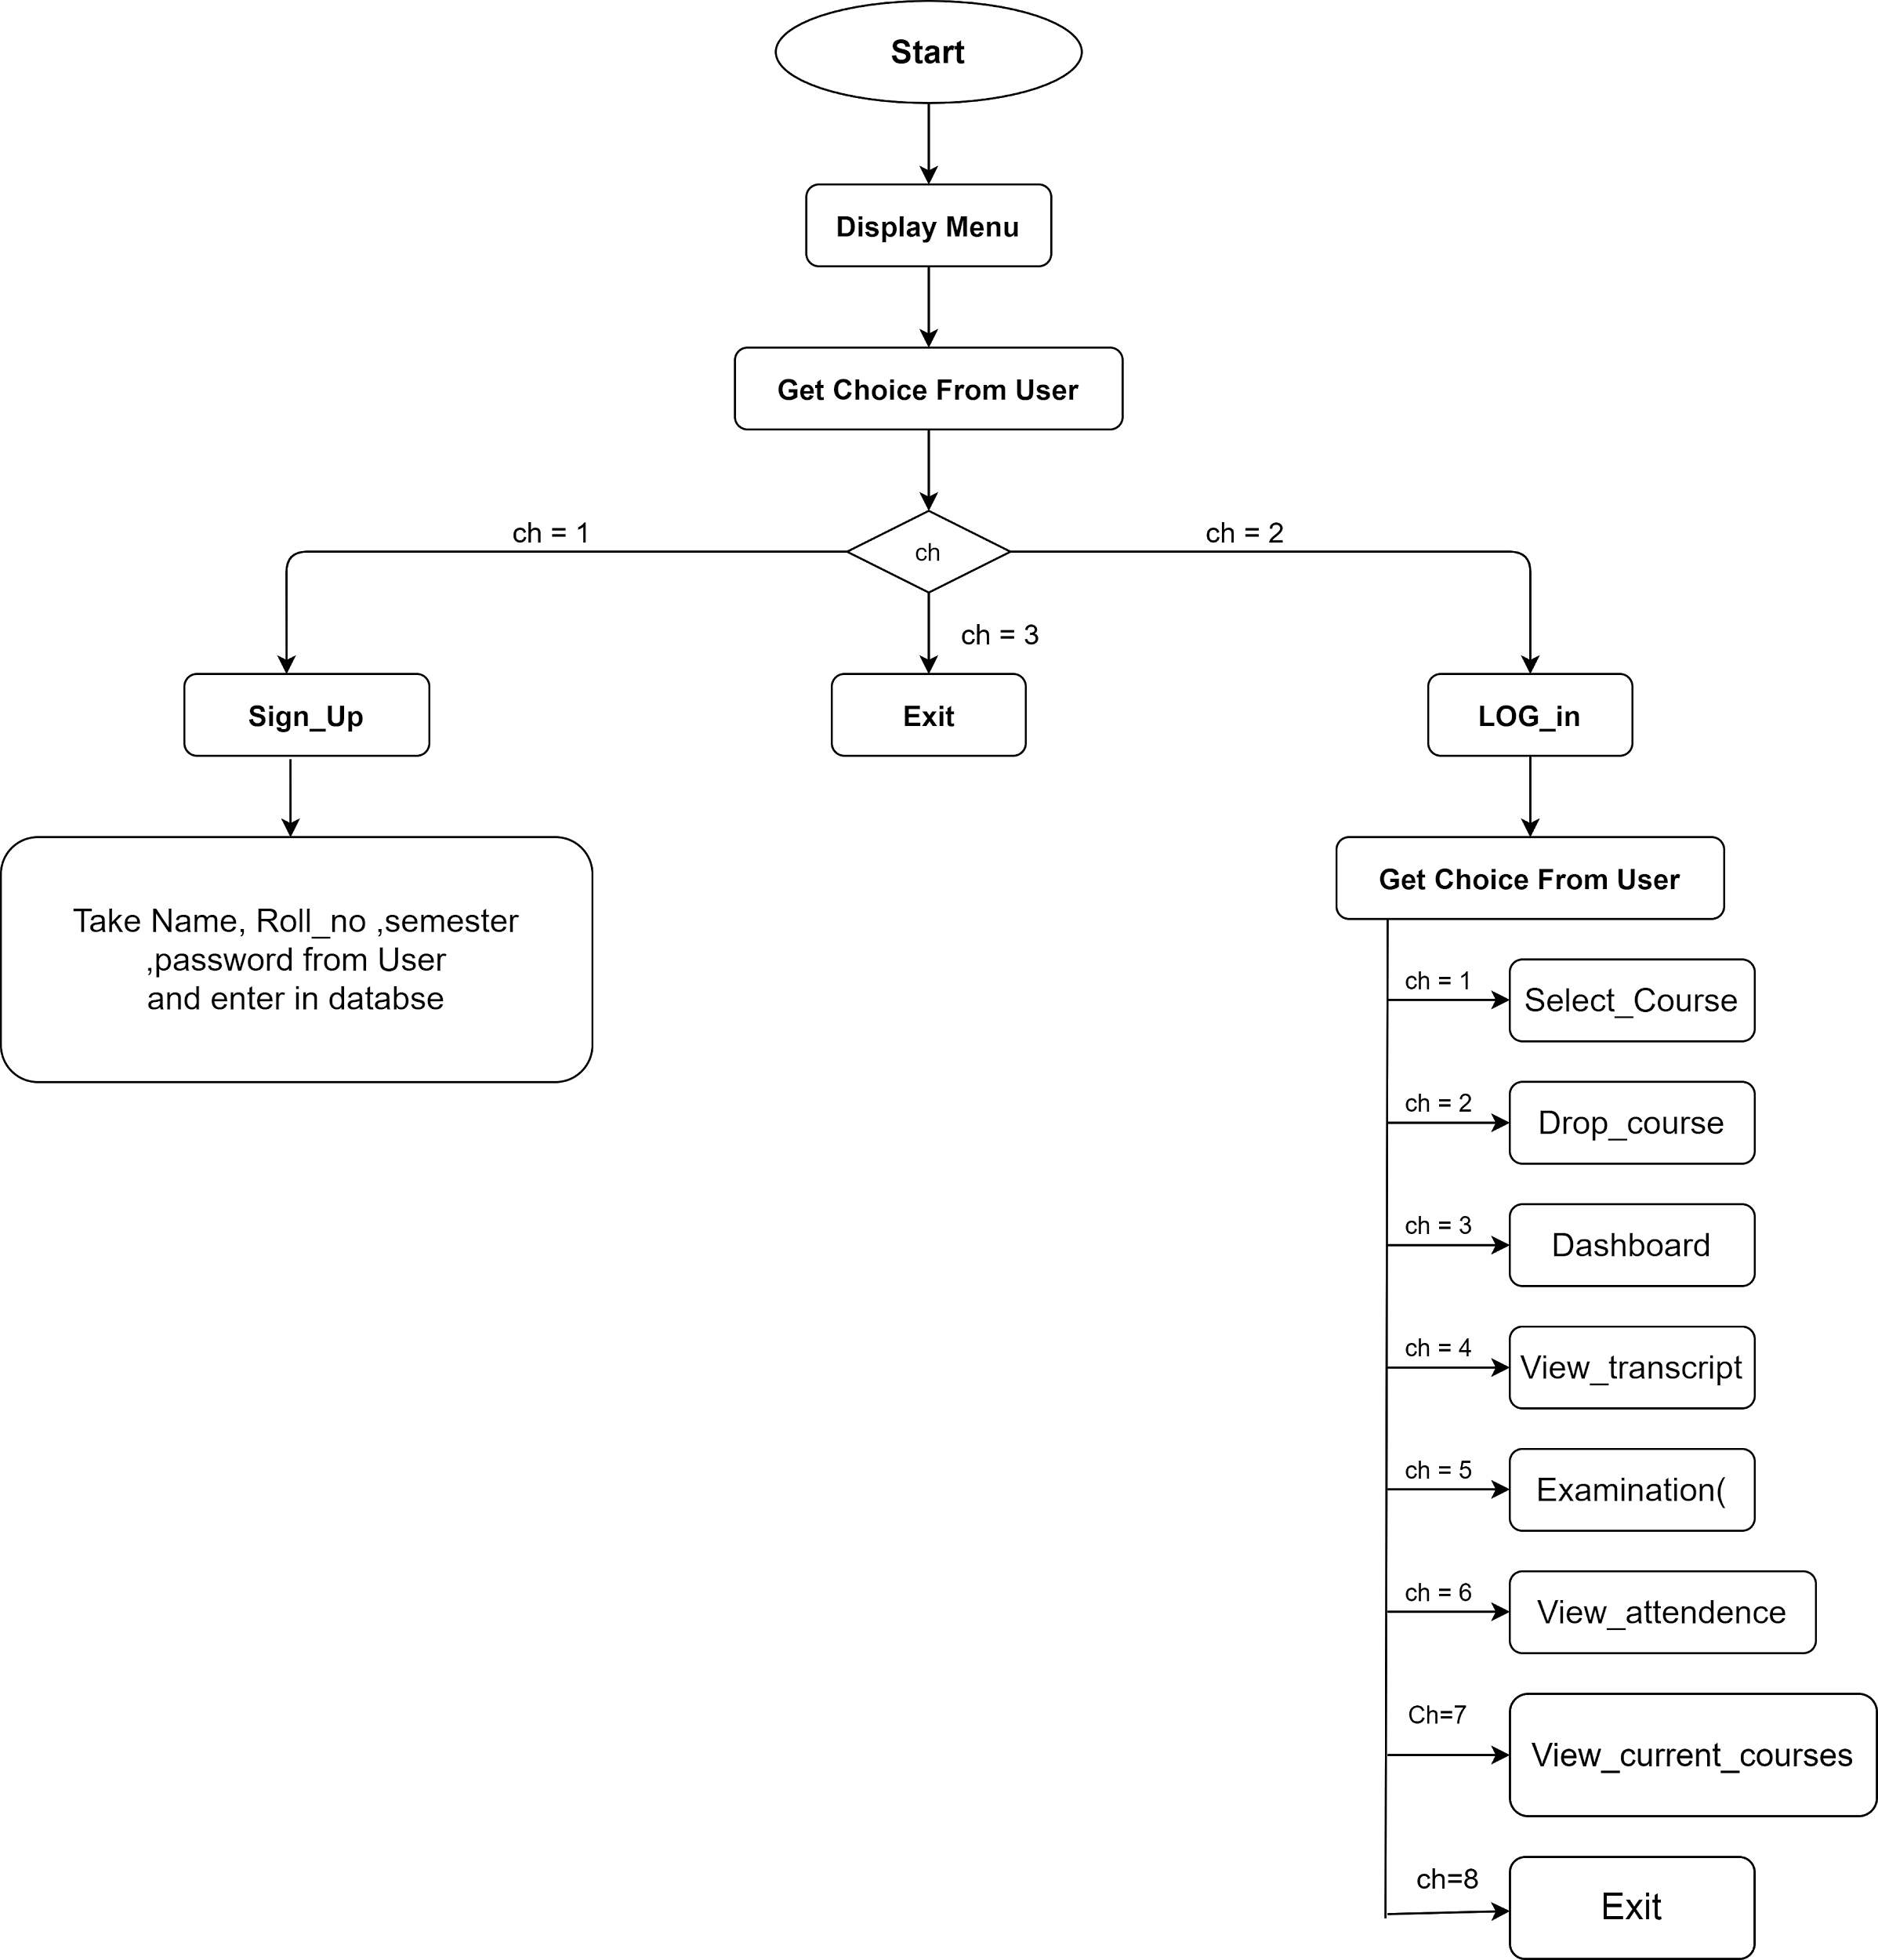 Start
Display Menu
Get Choice From User
ch = 1
ch
ch = 2
ch = 3
Sign_Up
Exit
LOG_in
Take Name, Roll_no ,semester
,password from User
and enter in databse
Get Choice From User
ch = 1
Select_Course
ch = 2
Drop_course
ch = 3
Dashboard
ch = 4
View_transcript
ch = 5
Examination(
ch = 6
View_attendence
Ch=7
View_current_courses
ch=8
Exit